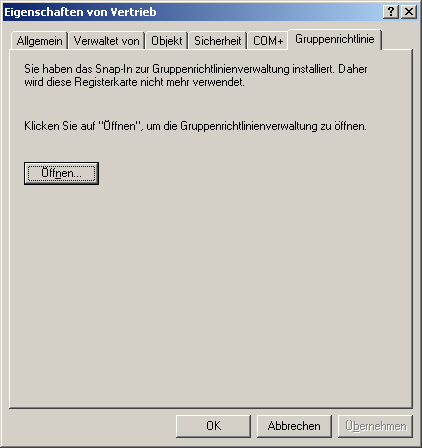 Eigenschaften von Vertrieb
Allgemein Verwaltet von Objekt Sicherheit COM+ Gruppenrichtlinie
Sie haben das Snap-In zur Gruppenrichtlinienverwaltung installiert. Daher
wird diese Registerkarte nicht mehr verwendet.
Klicken Sie auf "Öffnen", um die Gruppenrichtlinienverwaltung zu öffnen.
Öffnen...
OK Abbrechen Übernehmen